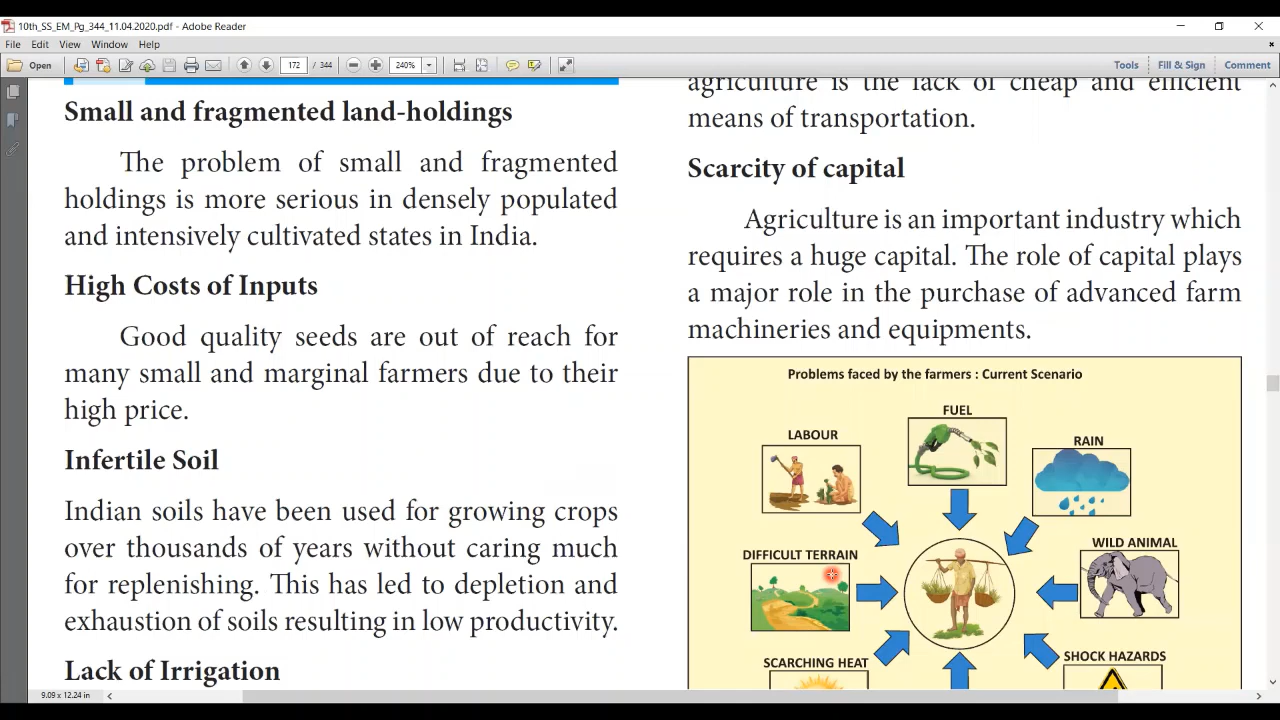 10th_SS_EM_Pg_344_11.04.2020.pdf - Adobe Reader
File Edit View Window Help
Open 172 / 344 240% Tools Fill & Sign Comment
Small and fragmented land-holdings
The problem of small and fragmented
holdings is more serious in densely populated
and intensively cultivated states in India.
High Costs of Inputs
Good quality seeds are out of reach for
many small and marginal farmers due to their
high price.
Infertile Soil
Indian soils have been used for growing crops
over thousands of years without caring much
for replenishing. This has led to depletion and
exhaustion of soils resulting in low productivity.
Lack of Irrigation
agriculture is the lack of cheap and efficient
means of transportation.
Scarcity of capital
Agriculture is an important industry which
requires a huge capital. The role of capital plays
a major role in the purchase of advanced farm
machineries and equipments.
Problems faced by the farmers : Current Scenario
FUEL
LABOUR
RAIN
WILD ANIMAL
DIFFICULT TERRAIN
SHOCK HAZARDS
SCARCHING HEAT
9.09 x 12.24 in